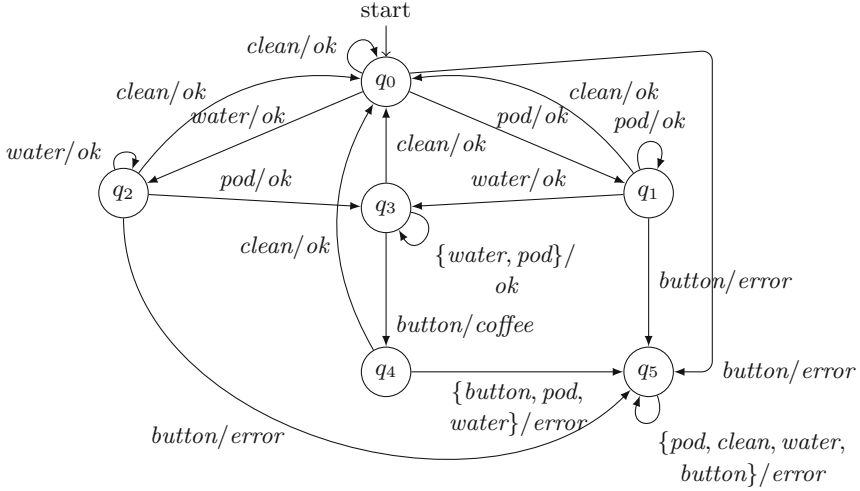 start
clean/ok
q0
clean/ok
water/ok
pod/ok
clean/ok
pod/ok
water/ok
clean/ok
q2
pod/ok
q3
water/ok
q1
clean/ok
{water, pod}/
ok
button/error
button/coffee
q4
q5
button/error
{button, pod,
water}/error
button/error
{pod, clean, water,
button}/error